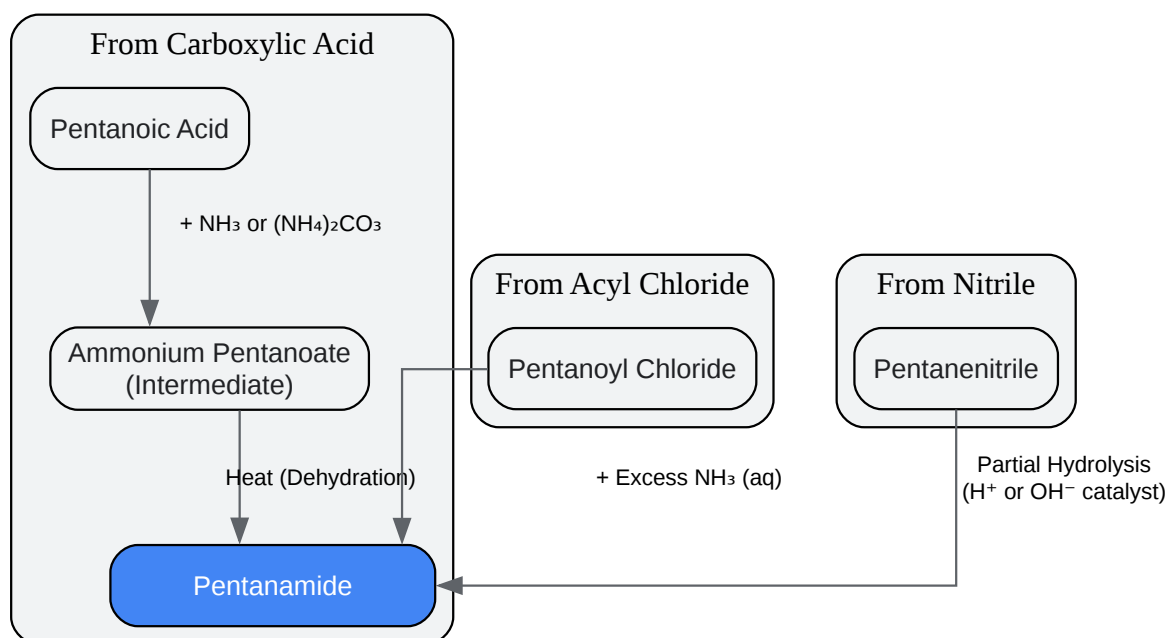 From Carboxylic Acid
Pentanoic Acid
+ NH₃ or (NH₄)₂CO₃
Ammonium Pentanoate
(Intermediate)
Heat (Dehydration)
Pentanamide
From Acyl Chloride
Pentanoyl Chloride
+ Excess NH₃ (aq)
From Nitrile
Pentanenitrile
Partial Hydrolysis
(H⁺ or OH⁻ catalyst)